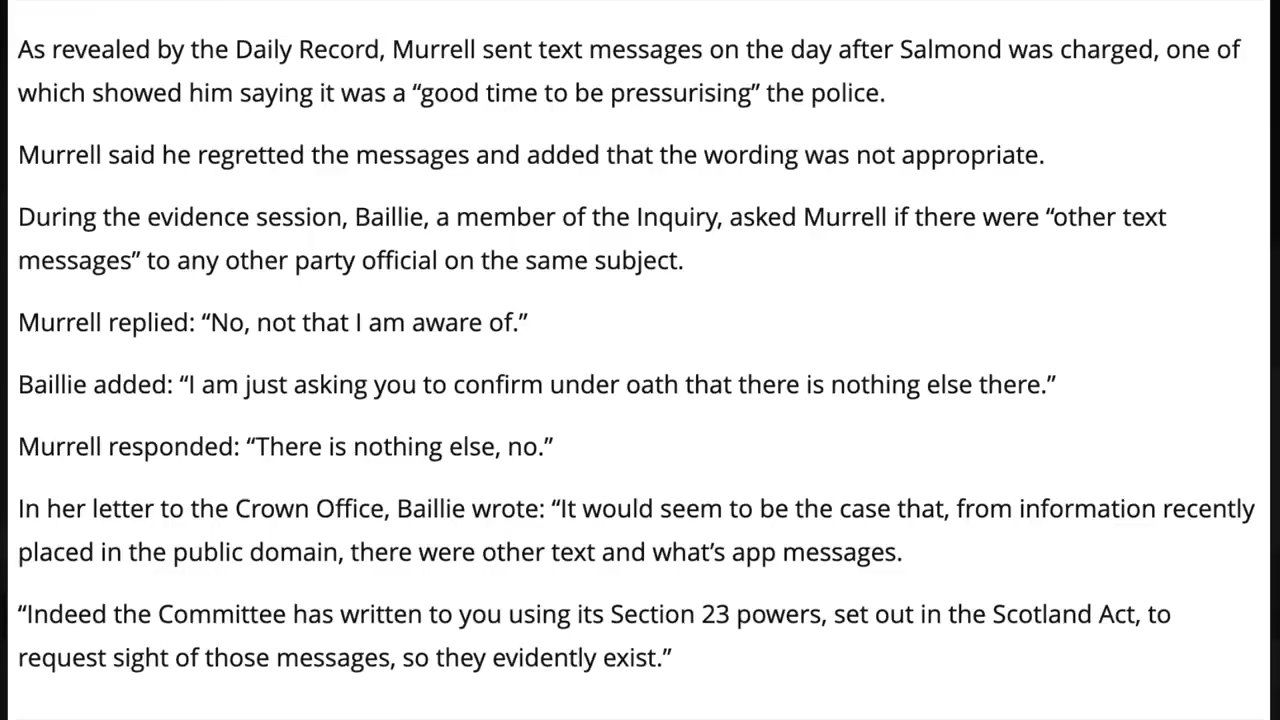 As revealed by the Daily Record, Murrell sent text messages on the day after Salmond was charged, one of
which showed him saying it was a “good time to be pressurising” the police.
Murrell said he regretted the messages and added that the wording was not appropriate.
During the evidence session, Baillie, a member of the Inquiry, asked Murrell if there were “other text
messages” to any other party official on the same subject.
Murrell replied: “No, not that I am aware of.”
Baillie added: “I am just asking you to confirm under oath that there is nothing else there.”
Murrell responded: “There is nothing else, no.”
In her letter to the Crown Office, Baillie wrote: “It would seem to be the case that, from information recently
placed in the public domain, there were other text and what’s app messages.
“Indeed the Committee has written to you using its Section 23 powers, set out in the Scotland Act, to
request sight of those messages, so they evidently exist.”